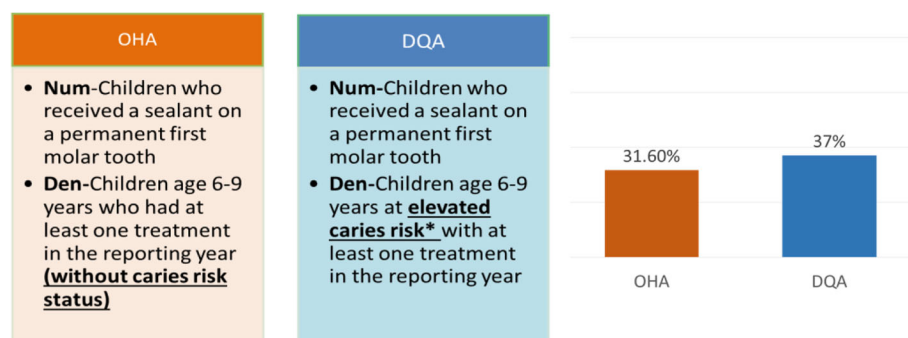 OHA
• Num-Children who
received a sealant on
a permanent first
molar tooth
• Den-Children age 6-9
years who had at
least one treatment
in the reporting year
(without caries risk
status)
DQA
• Num-Children who
received a sealant on
a permanent first
molar tooth
• Den-Children age 6-9
years at elevated
caries risk* with at
least one treatment
in the reporting year
31.60%
37%
OHA
DQA